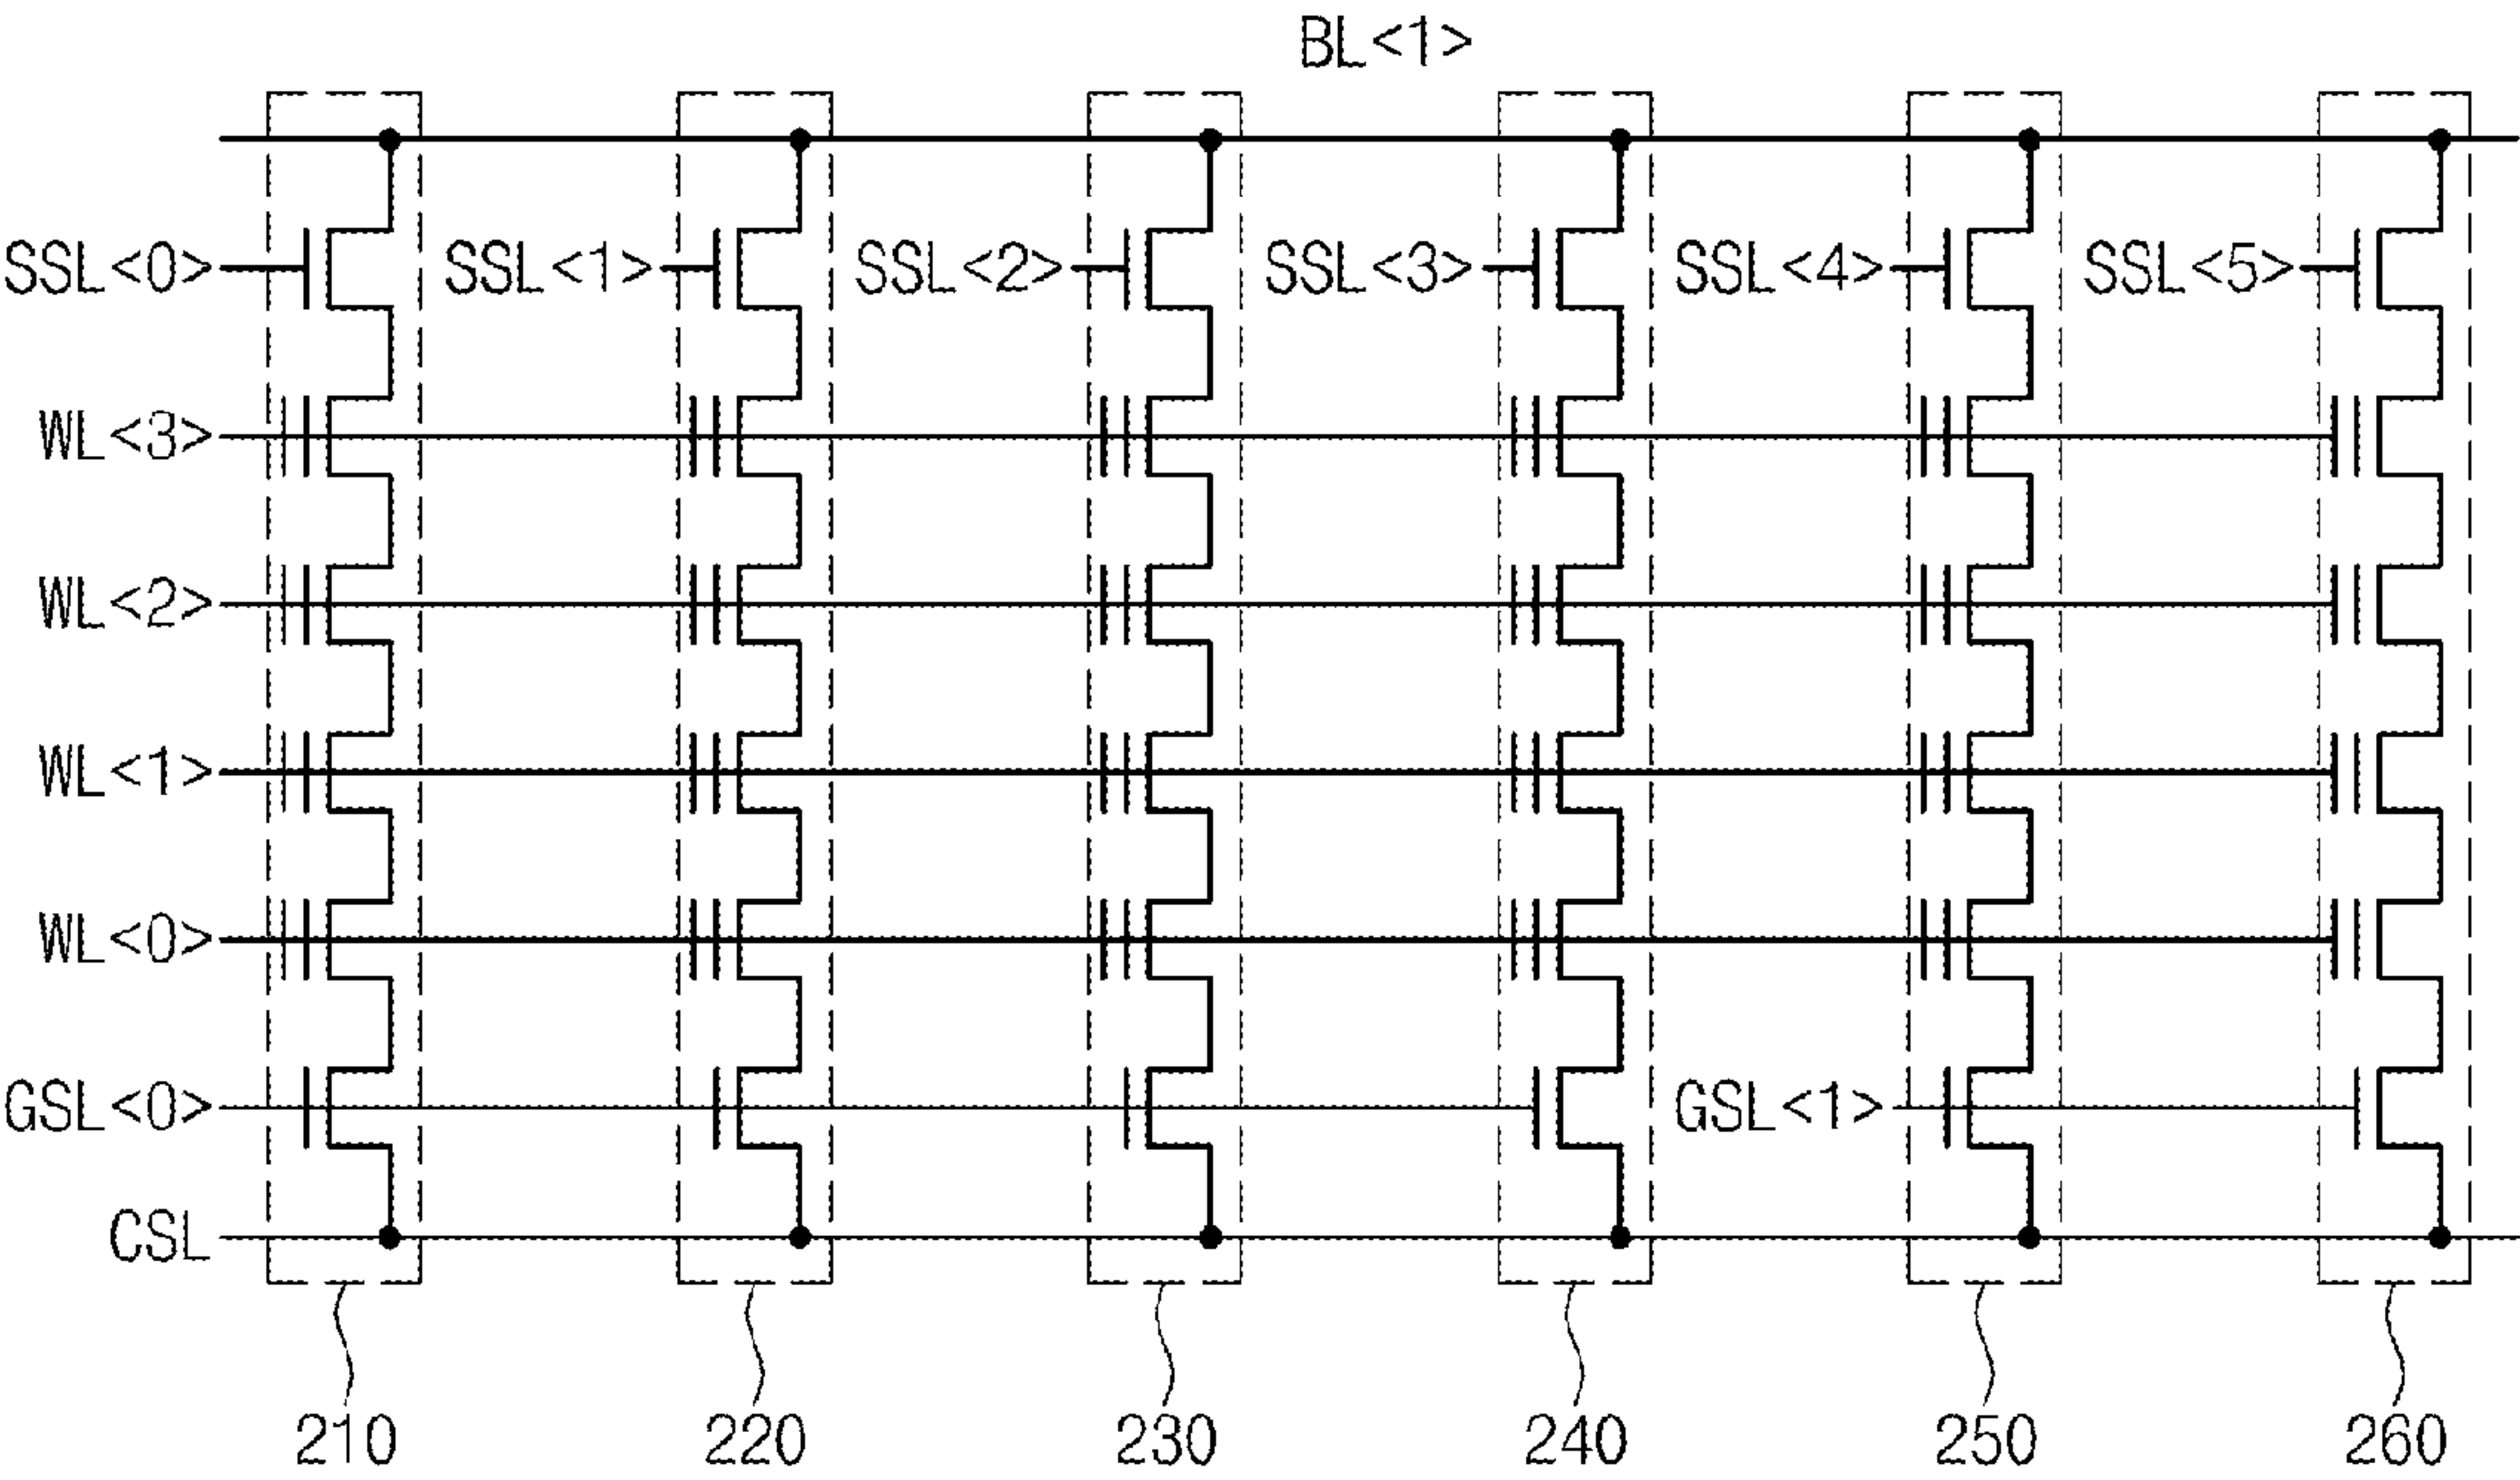 BL<1>
SSL<0> SSL<1> SSL<2> SSL<3> SSL<4> SSL<5>
WL<3>
WL<2>
WL<1>
WL<0>
GSL<0> GSL<1>
CSL
210 220 230 240 250 260